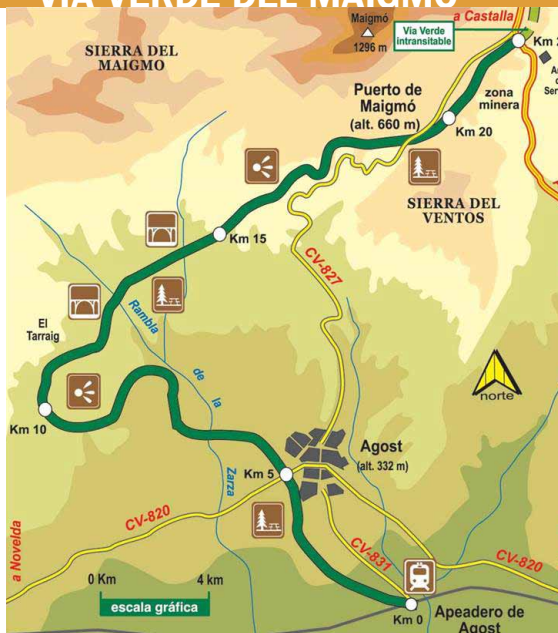 VIA VERDE DEL MAIGMO
Maigmó
1296 m
a Castalla
Vía Verde
intransitable
SIERRA DEL
MAIGMO
Puerto de
Maigmó
(alt. 660 m)
zona
minera
Km 20
SIERRA DEL
VENTOS
Km 15
CV-827
El
Tarraig
Rambla
de la
Zarza
norte
Km 10
Agost
(alt. 332 m)
Km 5
CV-820
a Novelda
CV-831
CV-820
0 Km
4 km
escala gráfica
Km 0
Apeadero de
Agost